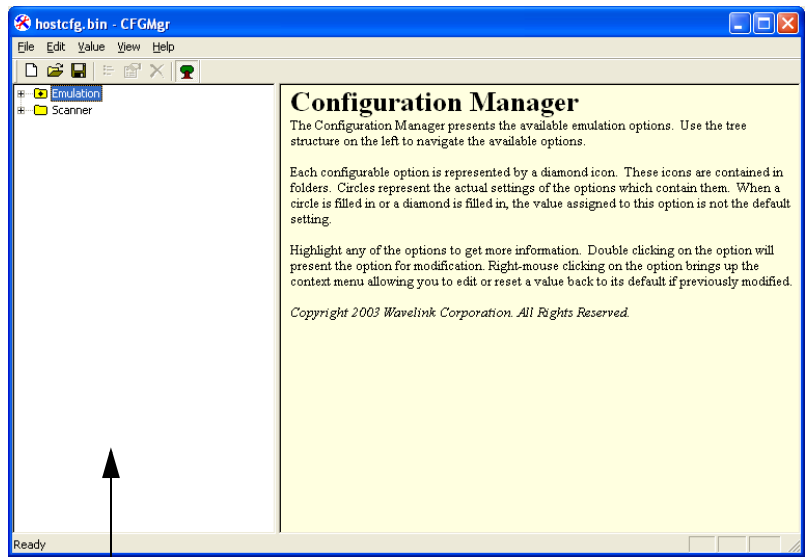 hostcfg.bin - CFGMgr
File Edit Value View Help
Emulation
Scanner
Configuration Manager
The Configuration Manager presents the available emulation options. Use the tree
structure on the left to navigate the available options.
Each configurable option is represented by a diamond icon. These icons are contained in
folders. Circles represent the actual settings of the options which contain them. When a
circle is filled in or a diamond is filled in, the value assigned to this option is not the default
setting.
Highlight any of the options to get more information. Double clicking on the option will
present the option for modification. Right-mouse clicking on the option brings up the
context menu allowing you to edit or reset a value back to its default if previously modified.
Copyright 2003 Wavelink Corporation. All Rights Reserved.
Ready